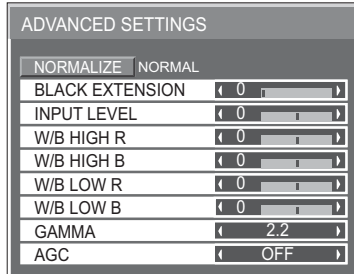 ADVANCED SETTINGS
NORMALIZE NORMAL
BLACK EXTENSION 0
INPUT LEVEL 0
W/B HIGH R 0
W/B HIGH B 0
W/B LOW R 0
W/B LOW B 0
GAMMA 2.2
AGC OFF